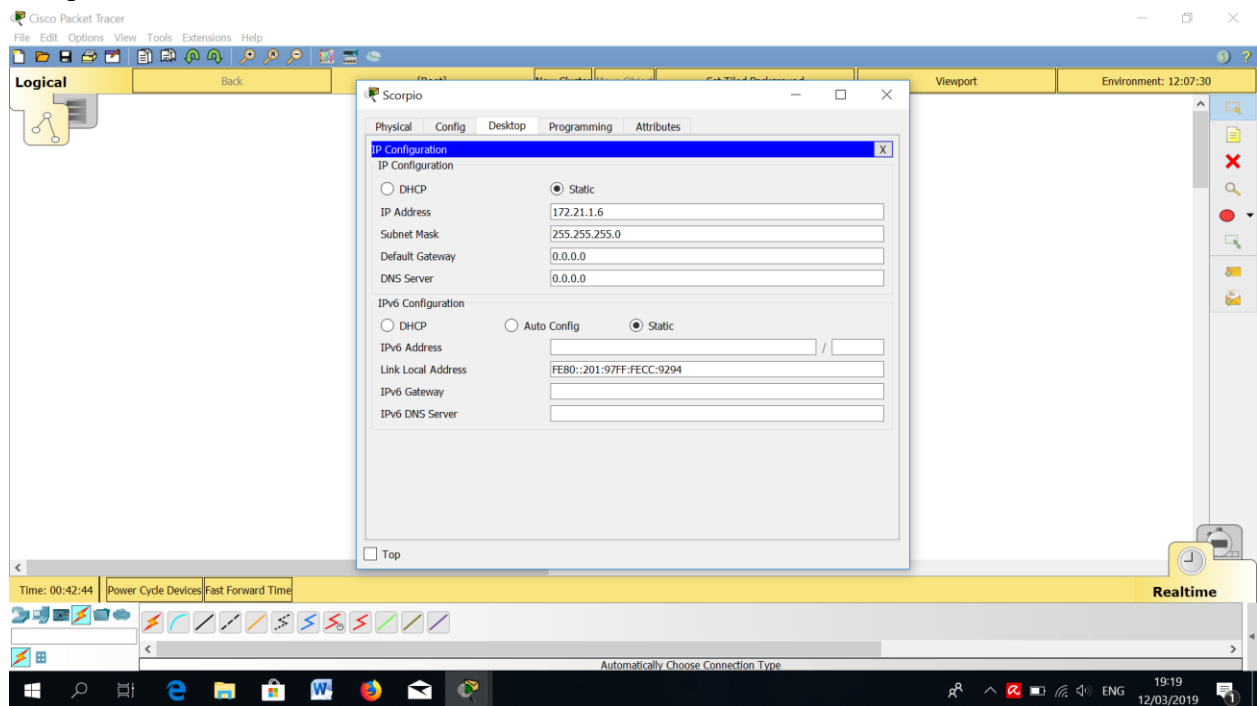 Cisco Packet Tracer
File Edit Options View Tools Extensions Help
Logical Back Viewport Environment: 12:07:30
Scorpio
Physical Config Desktop Programming Attributes
IP Configuration X
IP Configuration
DHCP Static
IP Address 172.21.1.6
Subnet Mask 255.255.255.0
Default Gateway 0.0.0.0
DNS Server 0.0.0.0
IPv6 Configuration
DHCP Auto Config Static
IPv6 Address /
Link Local Address FE80::201:97FF:FECC:9294
IPv6 Gateway
IPv6 DNS Server
Top
Time: 00:42:44 Power Cycle Devices Fast Forward Time Realtime
Automatically Choose Connection Type
ENG 19:19
12/03/2019